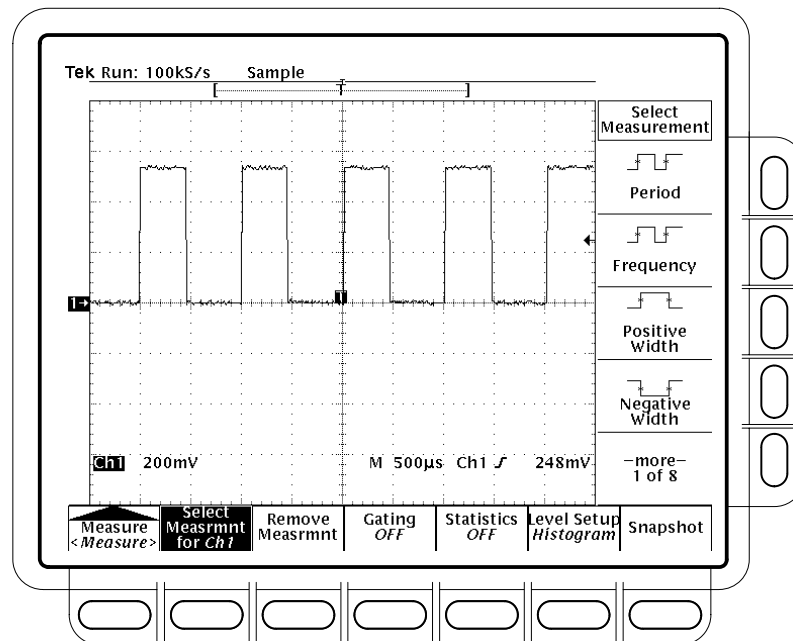 Tek Run: 100kS/s Sample
[ T ]
Select
Measurement
Period
Frequency
Positive
Width
Negative
Width
–more–
1 of 8
1→
T
Ch1 200mV M 500µs Ch1 248mV
Measure
<Measure>
Select
Measrmnt
for Ch1
Remove
Measrmnt
Gating
OFF
Statistics
OFF
Level Setup
Histogram
Snapshot